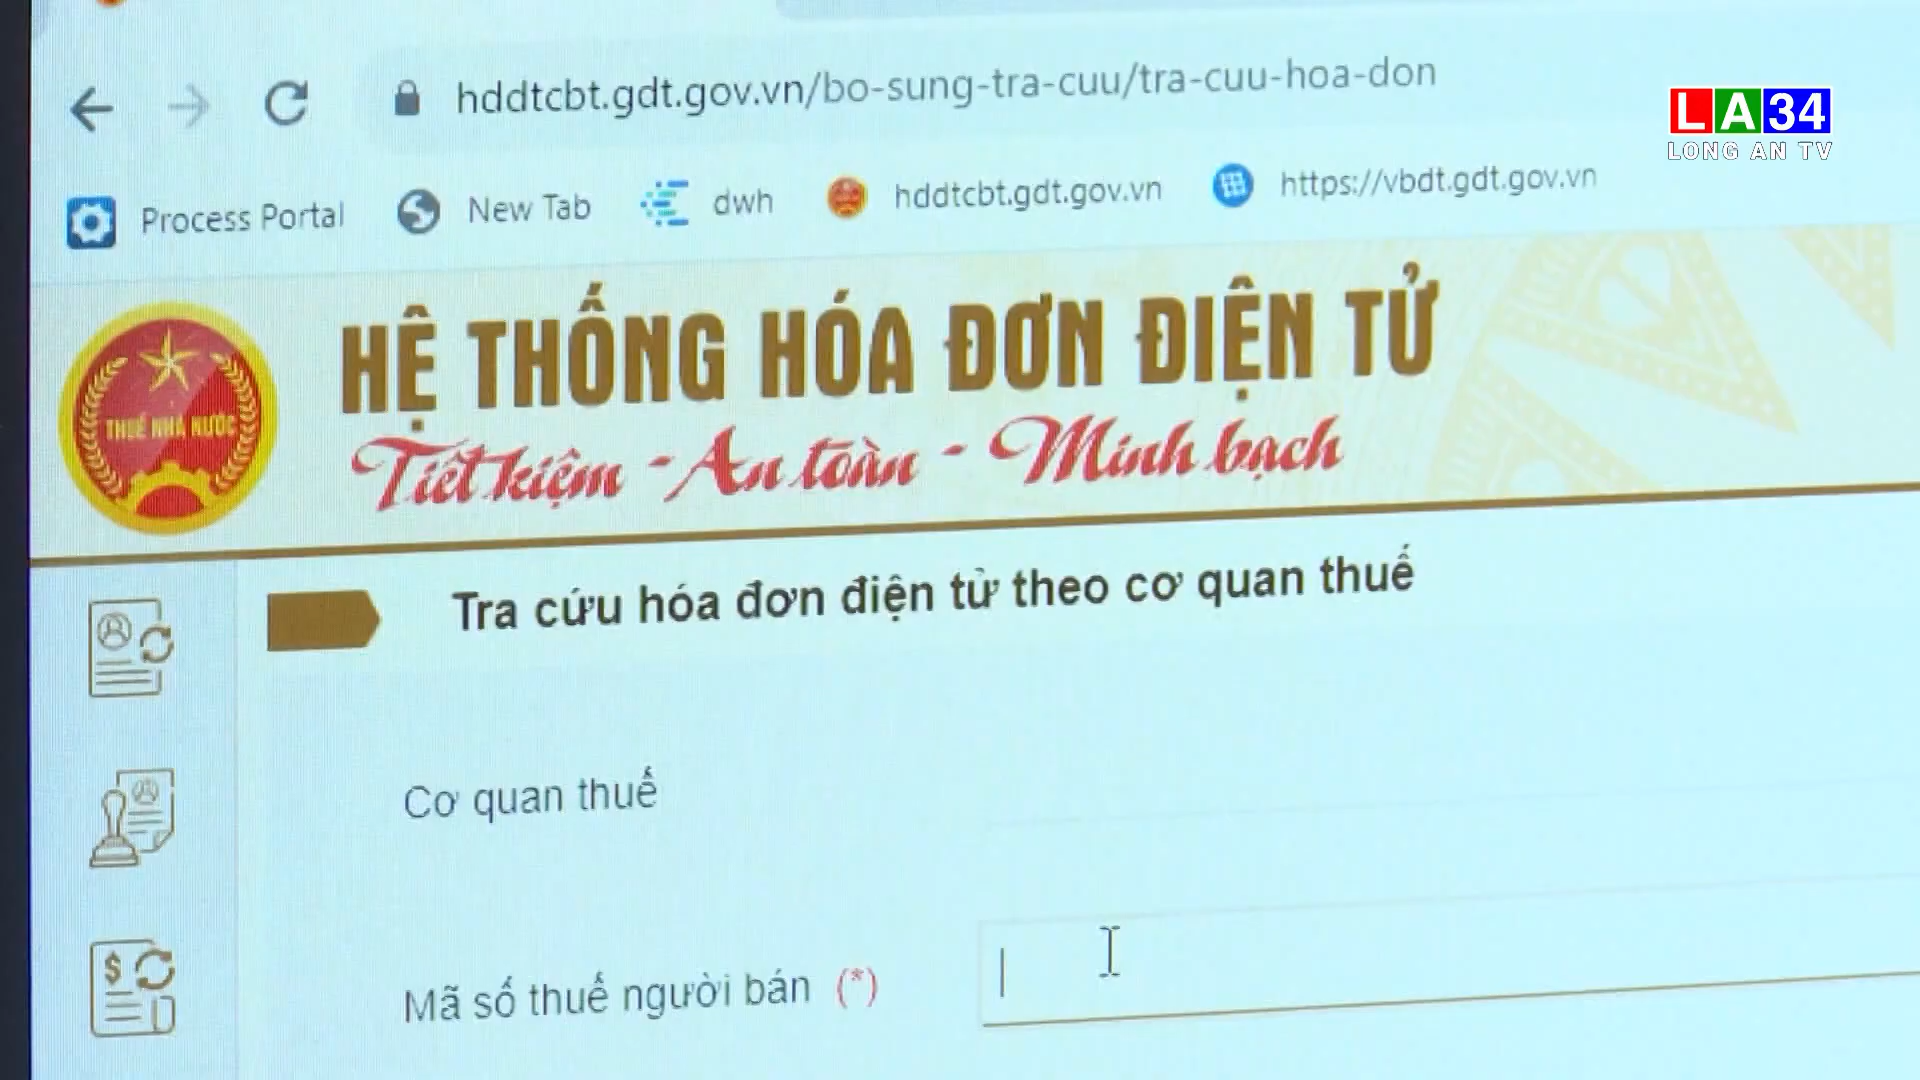 hddtcbt.gdt.gov.vn/bo-sung-tra-cuu/tra-cuu-hoa-don
LA34
LONG AN TV
Process Portal
New Tab
dwh
hddtcbt.gdt.gov.vn
https://vbdt.gdt.gov.vn
THUẾ NHÀ NƯỚC
HỆ THỐNG HÓA ĐƠN ĐIỆN TỬ
Tiết kiệm - An toàn - Minh bạch
Tra cứu hóa đơn điện tử theo cơ quan thuế
Cơ quan thuế
Mã số thuế người bán (*)